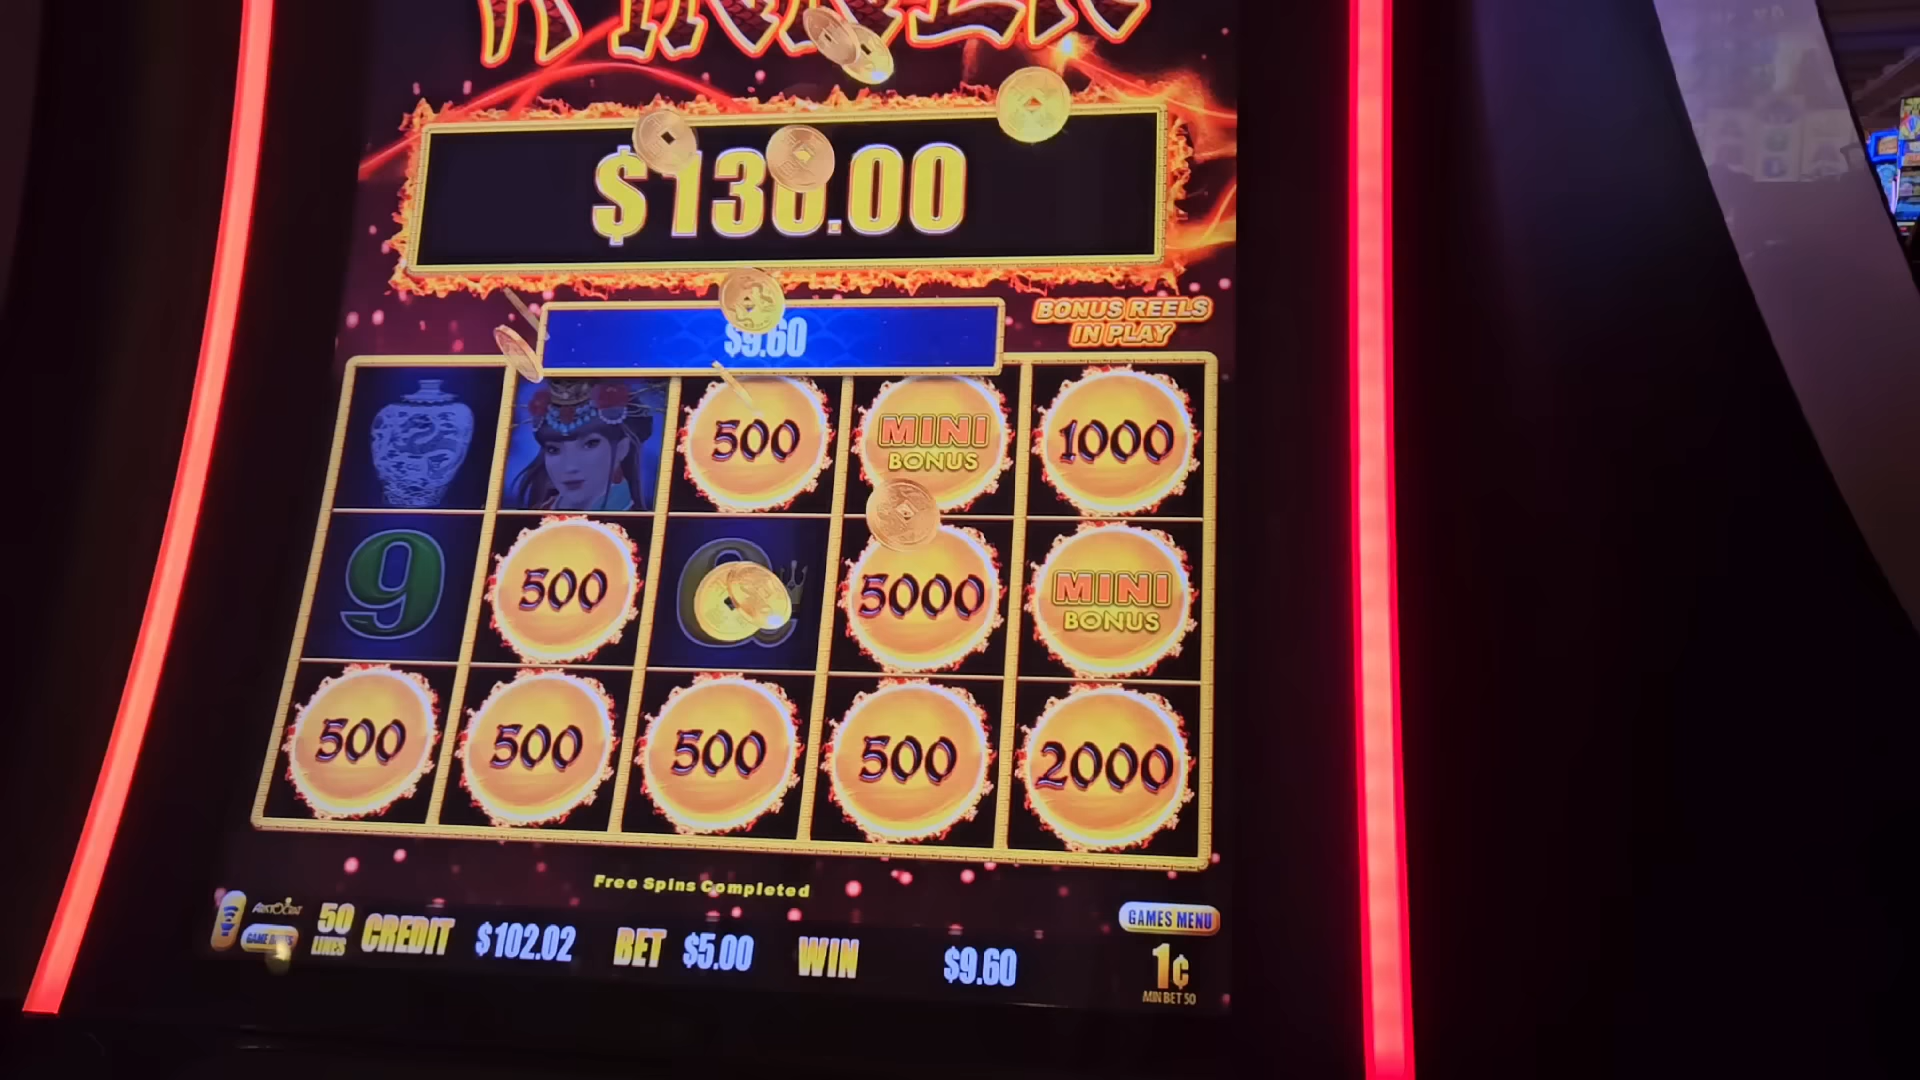 $130.00
$9.60
BONUS REELS
IN PLAY
500
MINI
BONUS
1000
9
500
5000
MINI
BONUS
500
500
500
500
2000
Free Spins Completed
ARISTOCRAT
50
LINES
CREDIT $102.02
BET $5.00
WIN $9.60
GAMES MENU
1¢
MIN BET 50